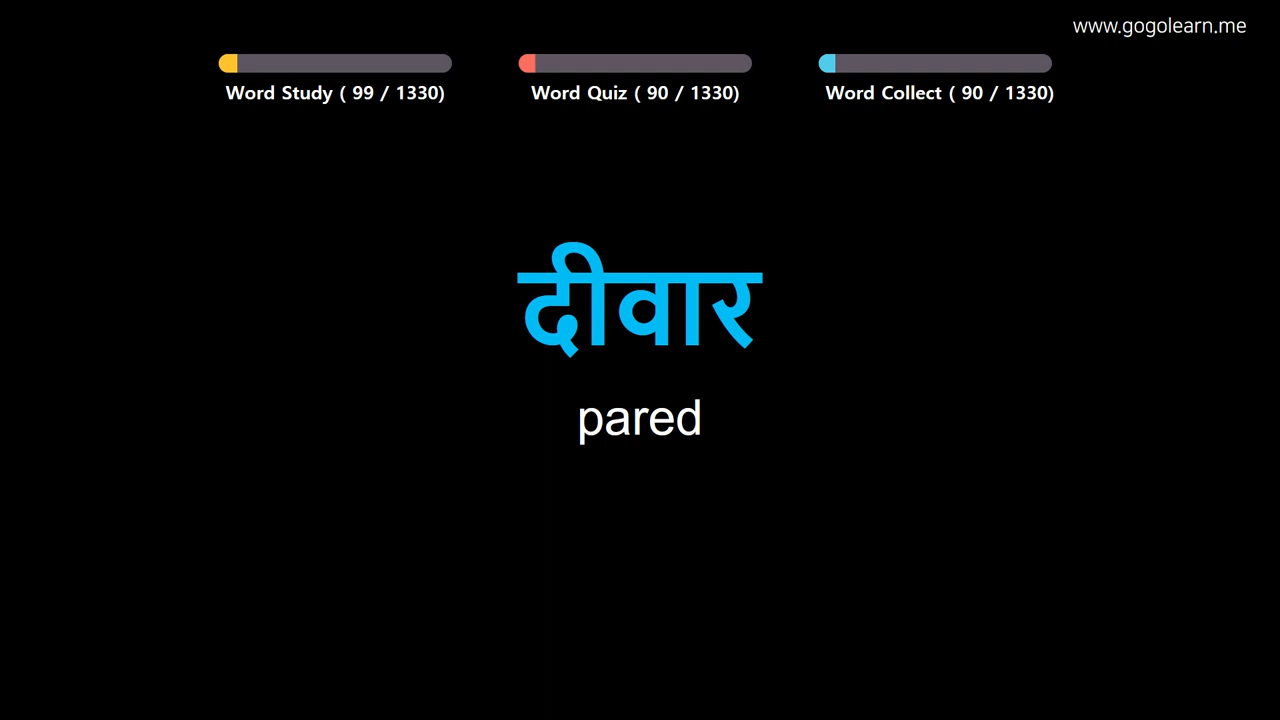 www.gogolearn.me
Word Study ( 99 / 1330)
Word Quiz ( 90 / 1330)
Word Collect ( 90 / 1330)
दीवार
pared